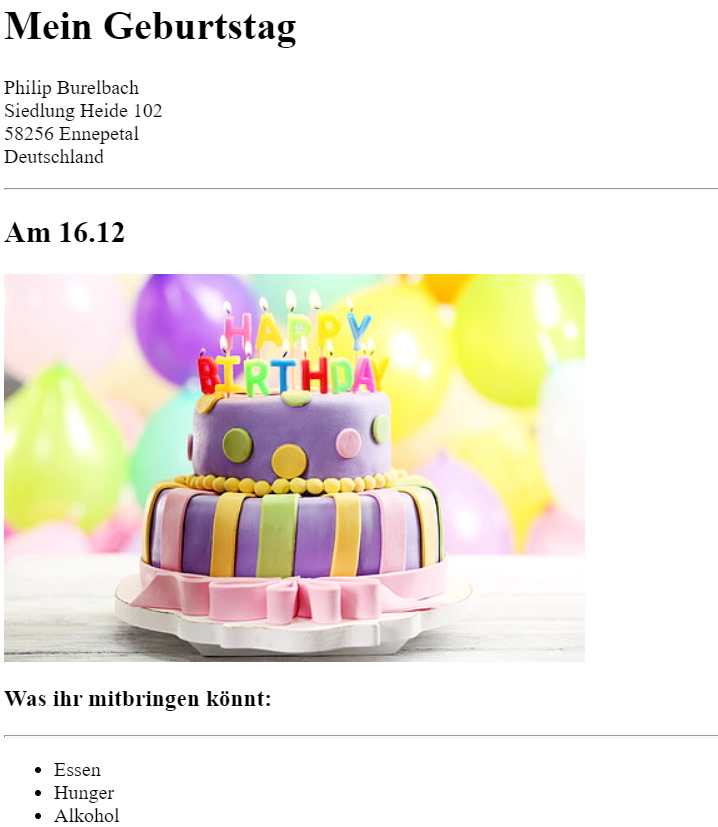 Mein Geburtstag
Philip Burelbach
Siedlung Heide 102
58256 Ennepetal
Deutschland
Am 16.12
HAPPY
BIRTHDAY
Was ihr mitbringen könnt:
Essen
Hunger
Alkohol